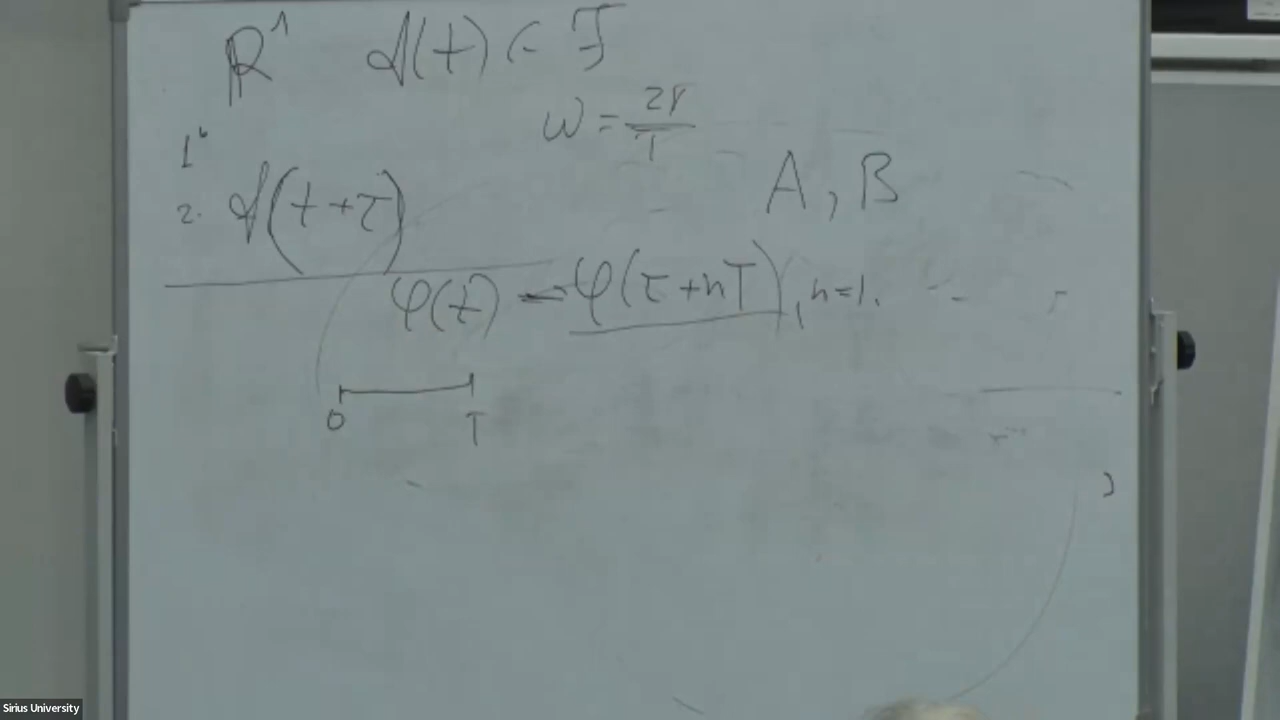 ℝ¹ f(t) ∈ F
ω = 2π/T
1.
2. f(t+τ)
A, B
φ(t) = φ(τ+nT), n=1.
0 T
Sirius University